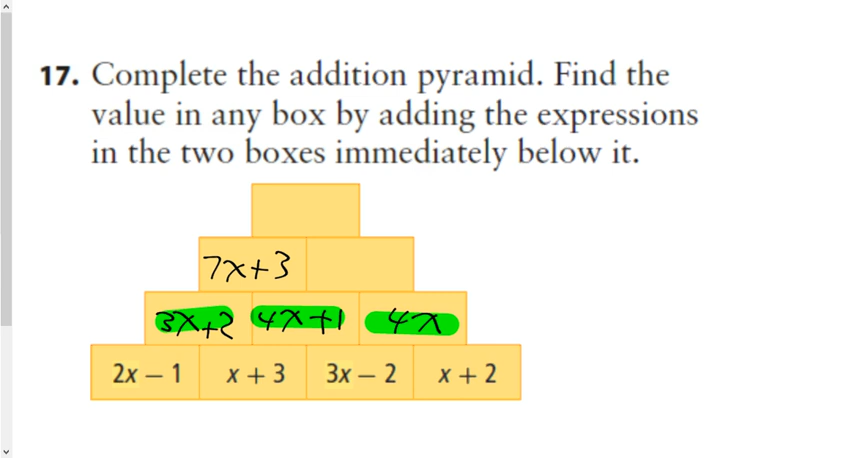 17. Complete the addition pyramid. Find the
value in any box by adding the expressions
in the two boxes immediately below it.
7x+3
3x+2 4x+1 4x
2x – 1 x + 3 3x – 2 x + 2